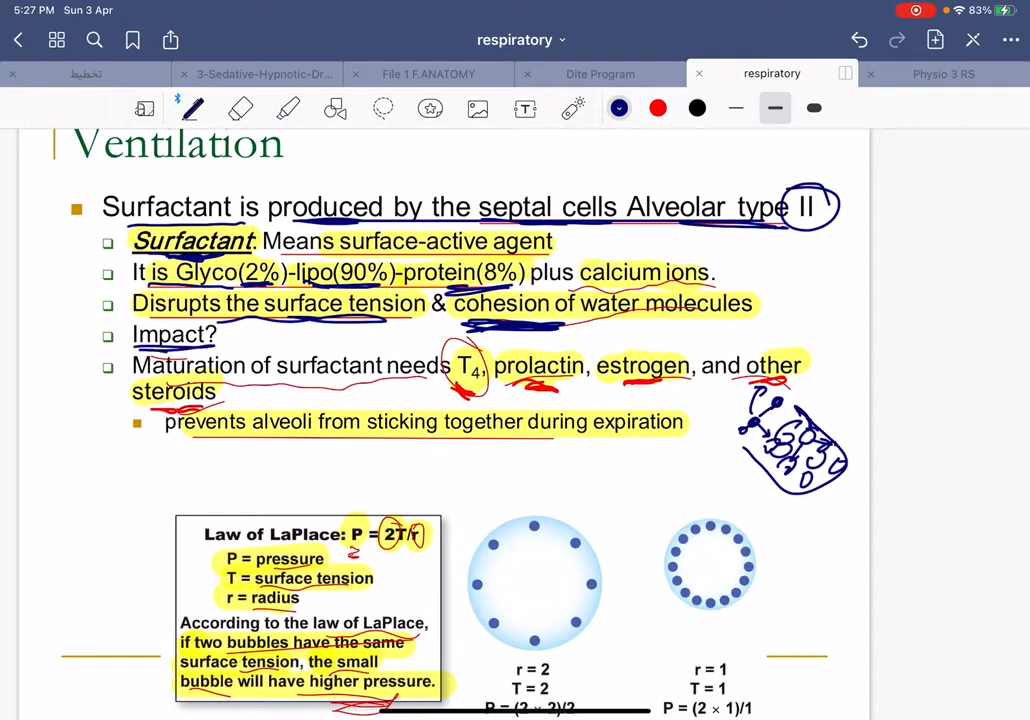 5:27 PM Sun 3 Apr
83%
respiratory
تخطيط
3-Sedative-Hypnotic-Dr...
File 1 F.ANATOMY
Dite Program
respiratory
Physio 3 RS
Ventilation
Surfactant is produced by the septal cells Alveolar type II
Surfactant: Means surface-active agent
It is Glyco(2%)-lipo(90%)-protein(8%) plus calcium ions.
Disrupts the surface tension & cohesion of water molecules
Impact?
Maturation of surfactant needs T4, prolactin, estrogen, and other
steroids
prevents alveoli from sticking together during expiration
Law of LaPlace: P = 2T/r
P = pressure
T = surface tension
r = radius
According to the law of LaPlace,
if two bubbles have the same
surface tension, the small
bubble will have higher pressure.
r = 2
T = 2
P = (2 × 2)/2
r = 1
T = 1
P = (2 × 1)/1